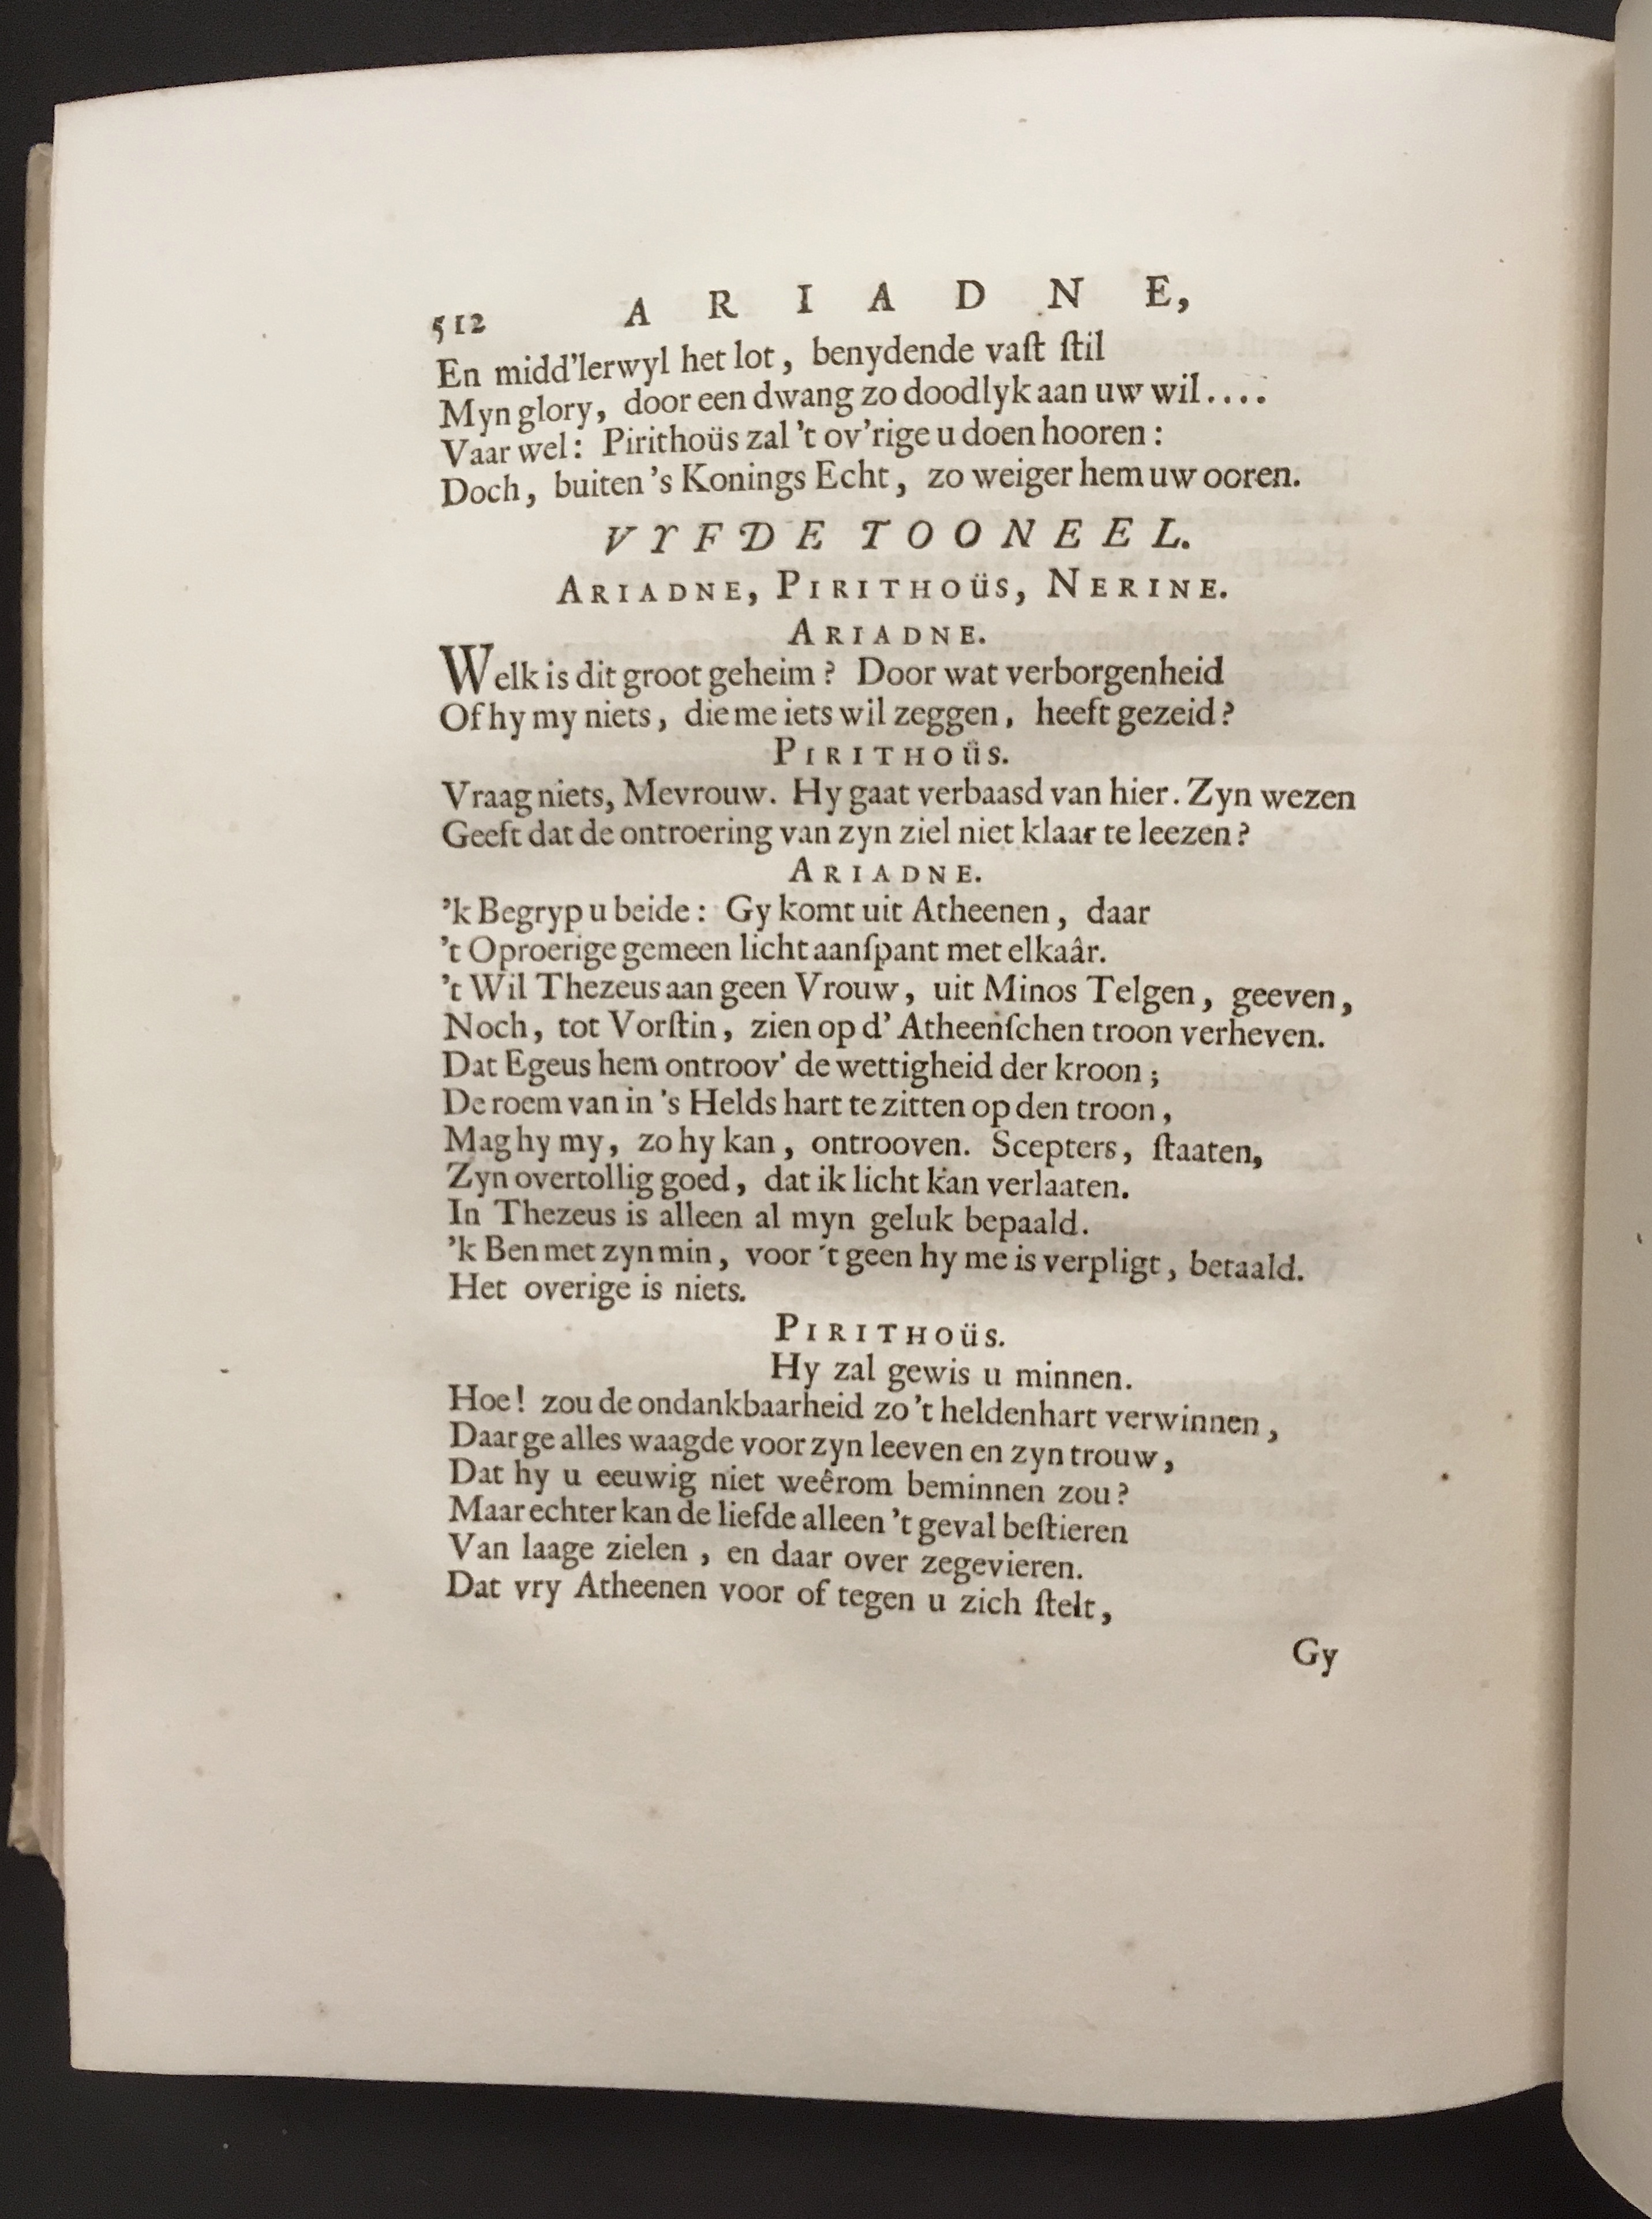 512 ARIADNE,
En midd'lerwyl het lot, benydende vaſt ſtil
Myn glory, door een dwang zo doodlyk aan uw wil....
Vaar wel: Pirithoüs zal 't ov'rige u doen hooren:
Doch, buiten 's Konings Echt, zo weiger hem uw ooren.
VYFDE TOONEEL.
ARIADNE, PIRITHOüS, NERINE.
ARIADNE.
Welk is dit groot geheim? Door wat verborgenheid
Of hy my niets, die me iets wil zeggen, heeft gezeid?
PIRITHOüS.
Vraag niets, Mevrouw. Hy gaat verbaasd van hier. Zyn wezen
Geeft dat de ontroering van zyn ziel niet klaar te leezen?
ARIADNE.
'k Begryp u beide: Gy komt uit Atheenen, daar
't Oproerige gemeen licht aanſpant met elkaâr.
't Wil Thezeus aan geen Vrouw, uit Minos Telgen, geeven,
Noch, tot Vorſtin, zien op d' Atheenſchen troon verheven.
Dat Egeus hem ontroov' de wettigheid der kroon;
De roem van in 's Helds hart te zitten op den troon,
Mag hy my, zo hy kan, ontrooven. Scepters, ſtaaten,
Zyn overtollig goed, dat ik licht kan verlaaten.
In Thezeus is alleen al myn geluk bepaald.
'k Ben met zyn min, voor 't geen hy me is verpligt, betaald.
Het overige is niets.
PIRITHOüS.
Hy zal gewis u minnen.
Hoe! zou de ondankbaarheid zo 't heldenhart verwinnen,
Daar ge alles waagde voor zyn leeven en zyn trouw,
Dat hy u eeuwig niet weêrom beminnen zou?
Maar echter kan de liefde alleen 't geval beſtieren
Van laage zielen, en daar over zegevieren.
Dat vry Atheenen voor of tegen u zich ſtelt,
Gy